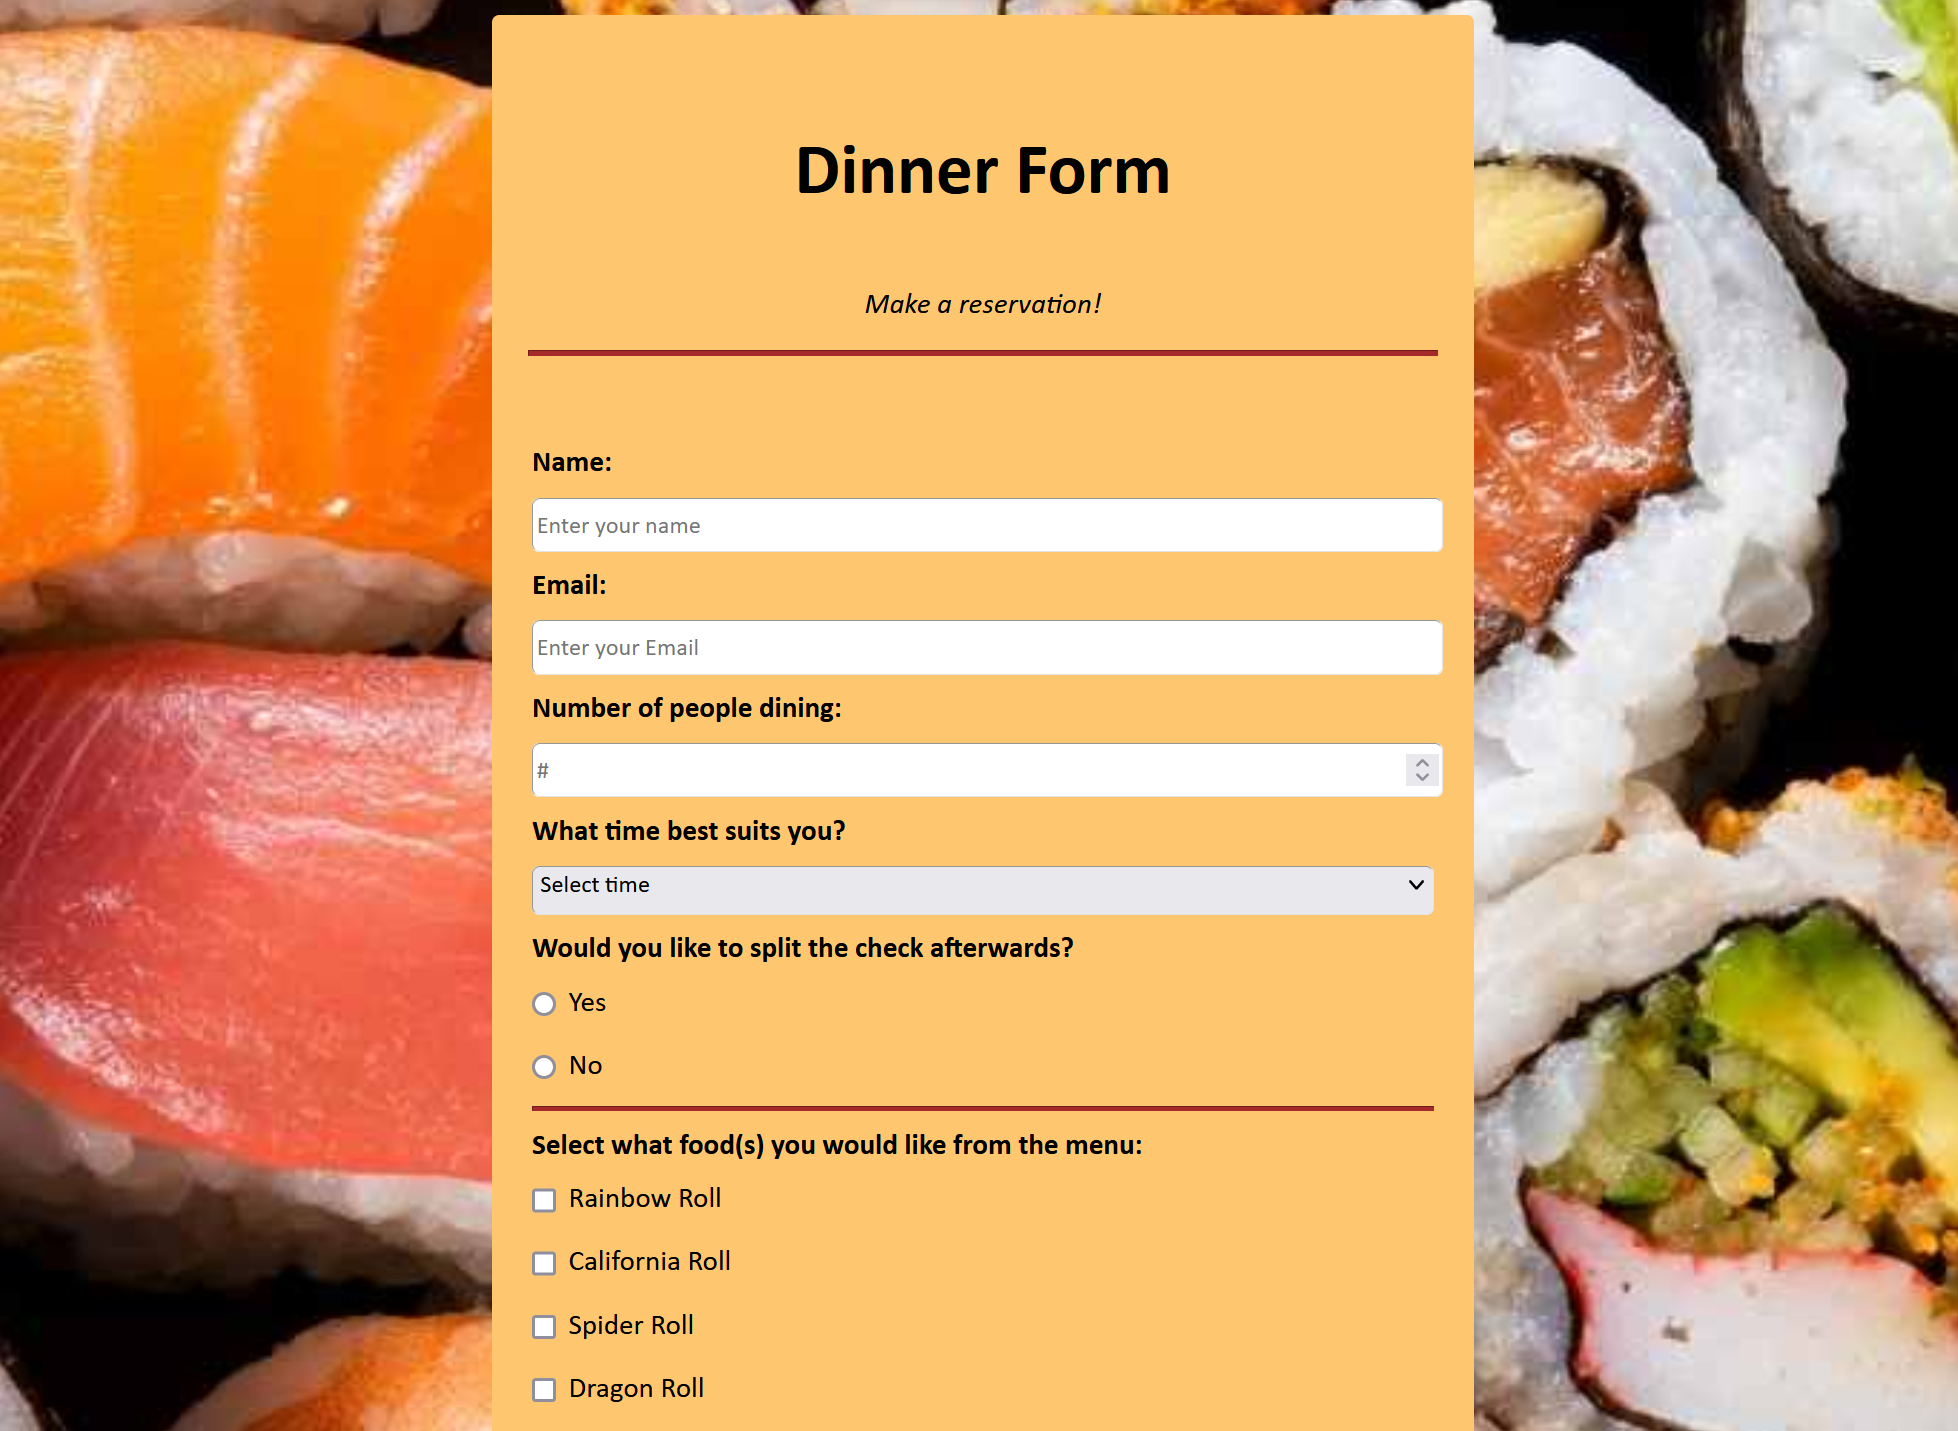 Dinner Form
Make a reservation!
Name:
Enter your name
Email:
Enter your Email
Number of people dining:
#
What time best suits you?
Select time
Would you like to split the check afterwards?
Yes
No
Select what food(s) you would like from the menu:
Rainbow Roll
California Roll
Spider Roll
Dragon Roll